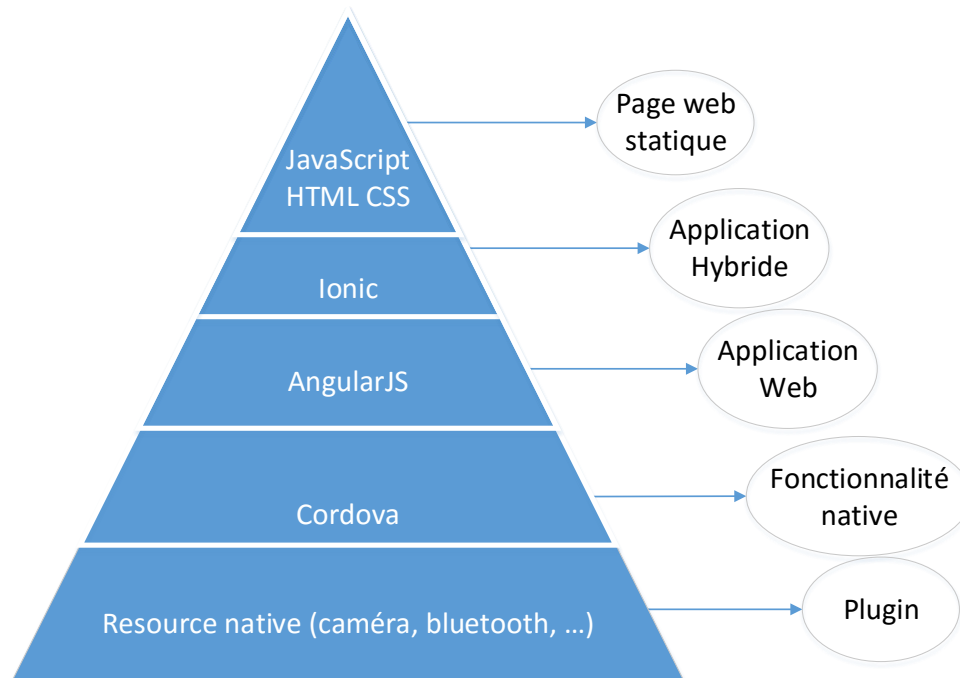 JavaScript
HTML CSS
Page web
statique
Ionic
Application
Hybride
AngularJS
Application
Web
Cordova
Fonctionnalité
native
Resource native (caméra, bluetooth, ...)
Plugin